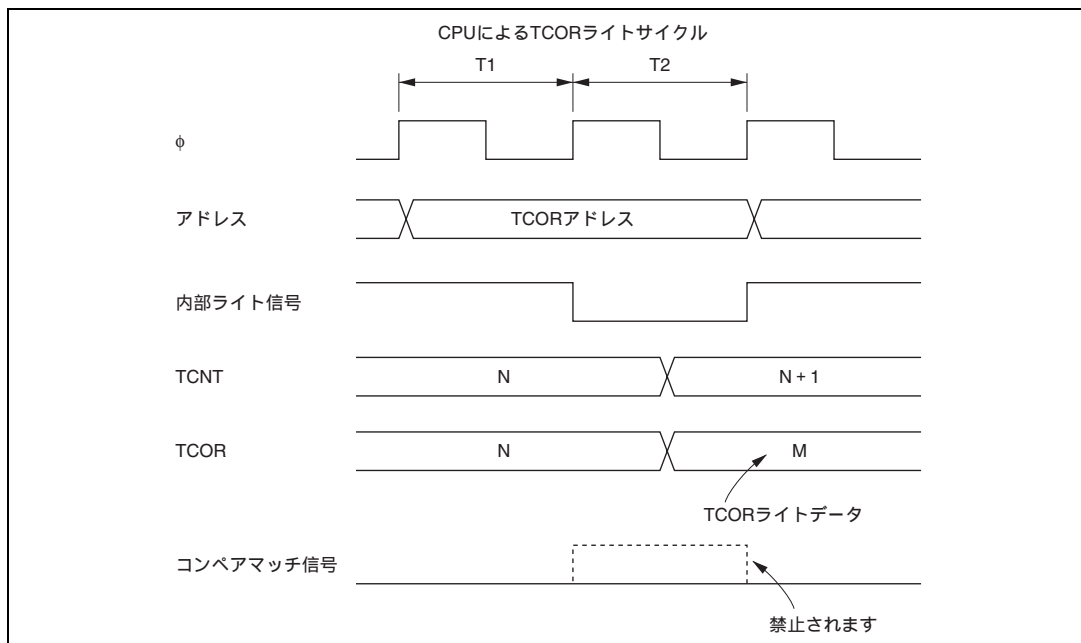 CPUによるTCORライトサイクル
T1 T2
φ
アドレス TCORアドレス
内部ライト信号
TCNT N N + 1
TCOR N M
TCORライトデータ
コンペアマッチ信号
禁止されます